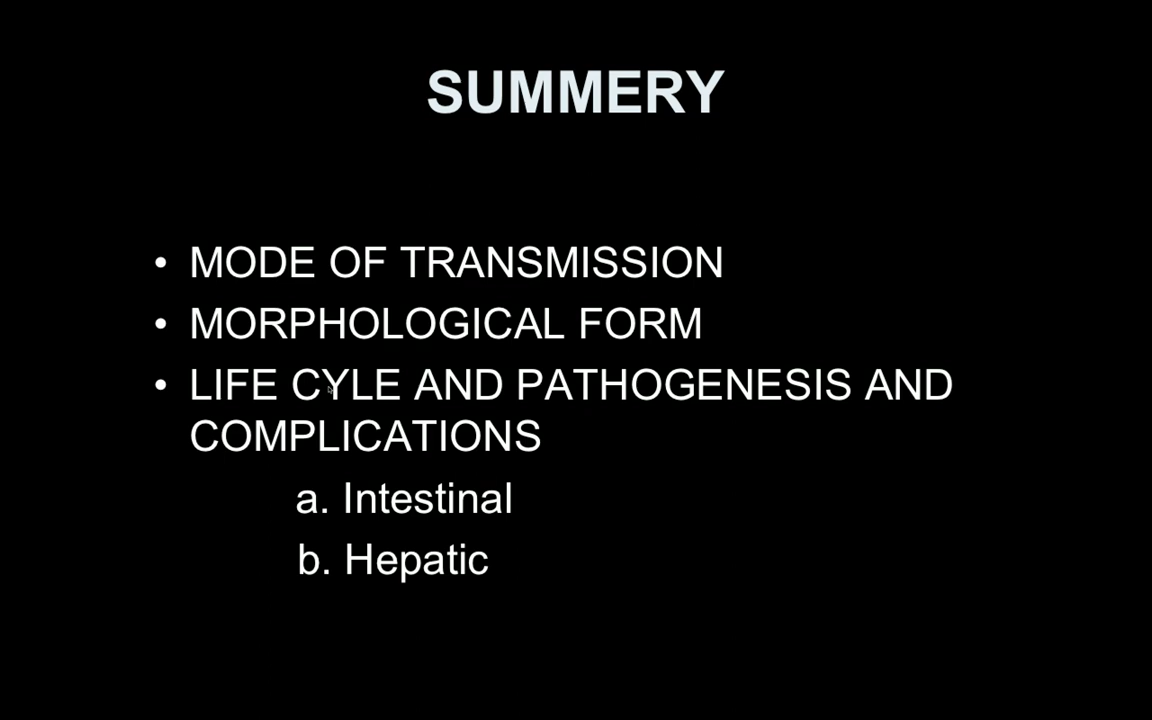 SUMMERY
• MODE OF TRANSMISSION
• MORPHOLOGICAL FORM
• LIFE CYLE AND PATHOGENESIS AND
COMPLICATIONS
a. Intestinal
b. Hepatic